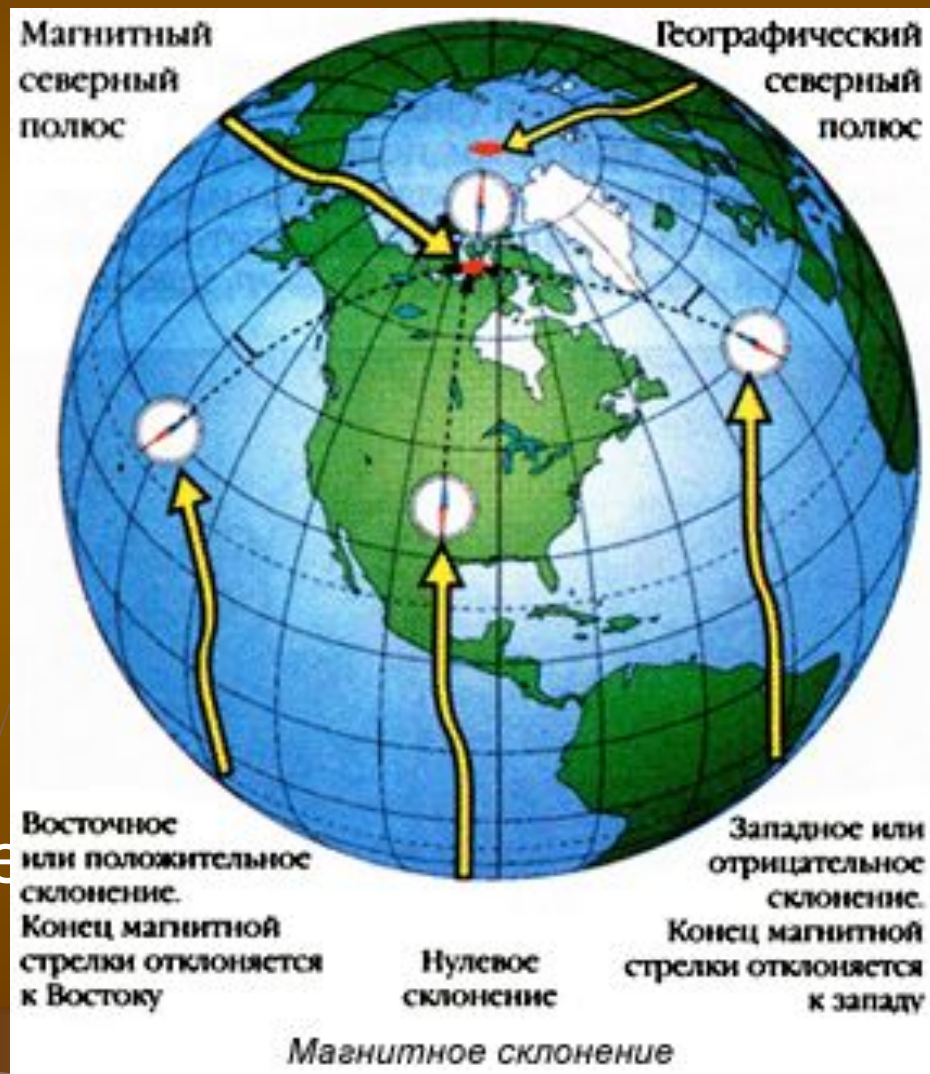 Магнитный
северный
полюс
Географический
северный
полюс
Восточное
или положительное
склонение.
Конец магнитной
стрелки отклоняется
к Востоку
Нулевое
склонение
Западное или
отрицательное
склонение.
Конец магнитной
стрелки отклоняется
к западу
Магнитное склонение